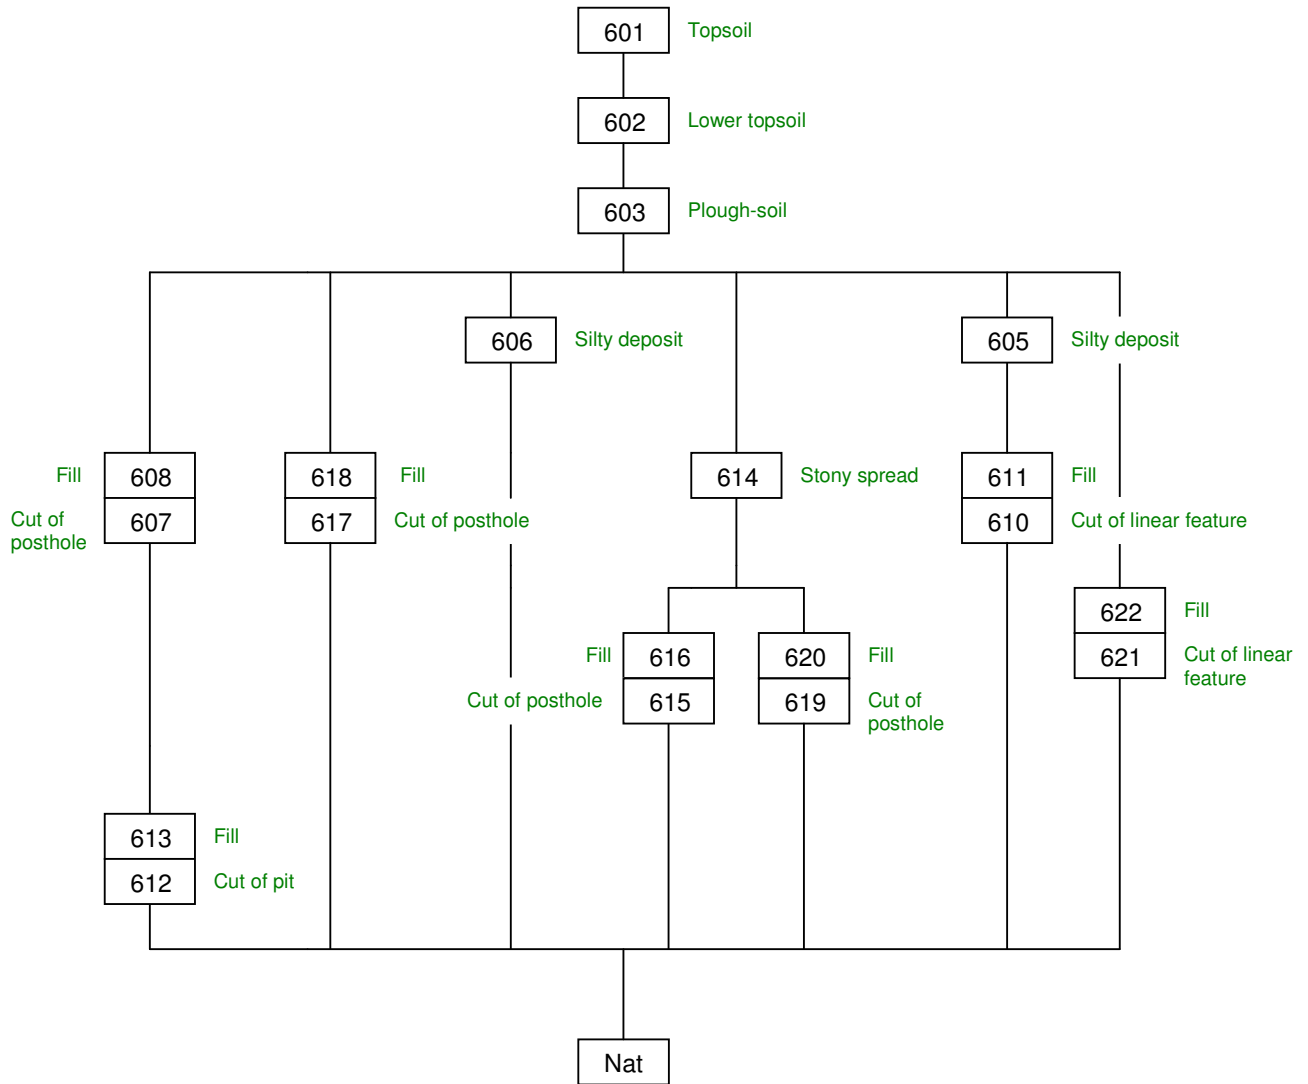 601 Topsoil
602 Lower topsoil
603 Plough-soil
606 Silty deposit
605 Silty deposit
Fill 608
618 Fill
614 Stony spread
611 Fill
Cut of
posthole
607
617 Cut of posthole
610 Cut of linear feature
622 Fill
621 Cut of linear
feature
Fill 616
620 Fill
Cut of posthole 615
619 Cut of
posthole
613 Fill
612 Cut of pit
Nat